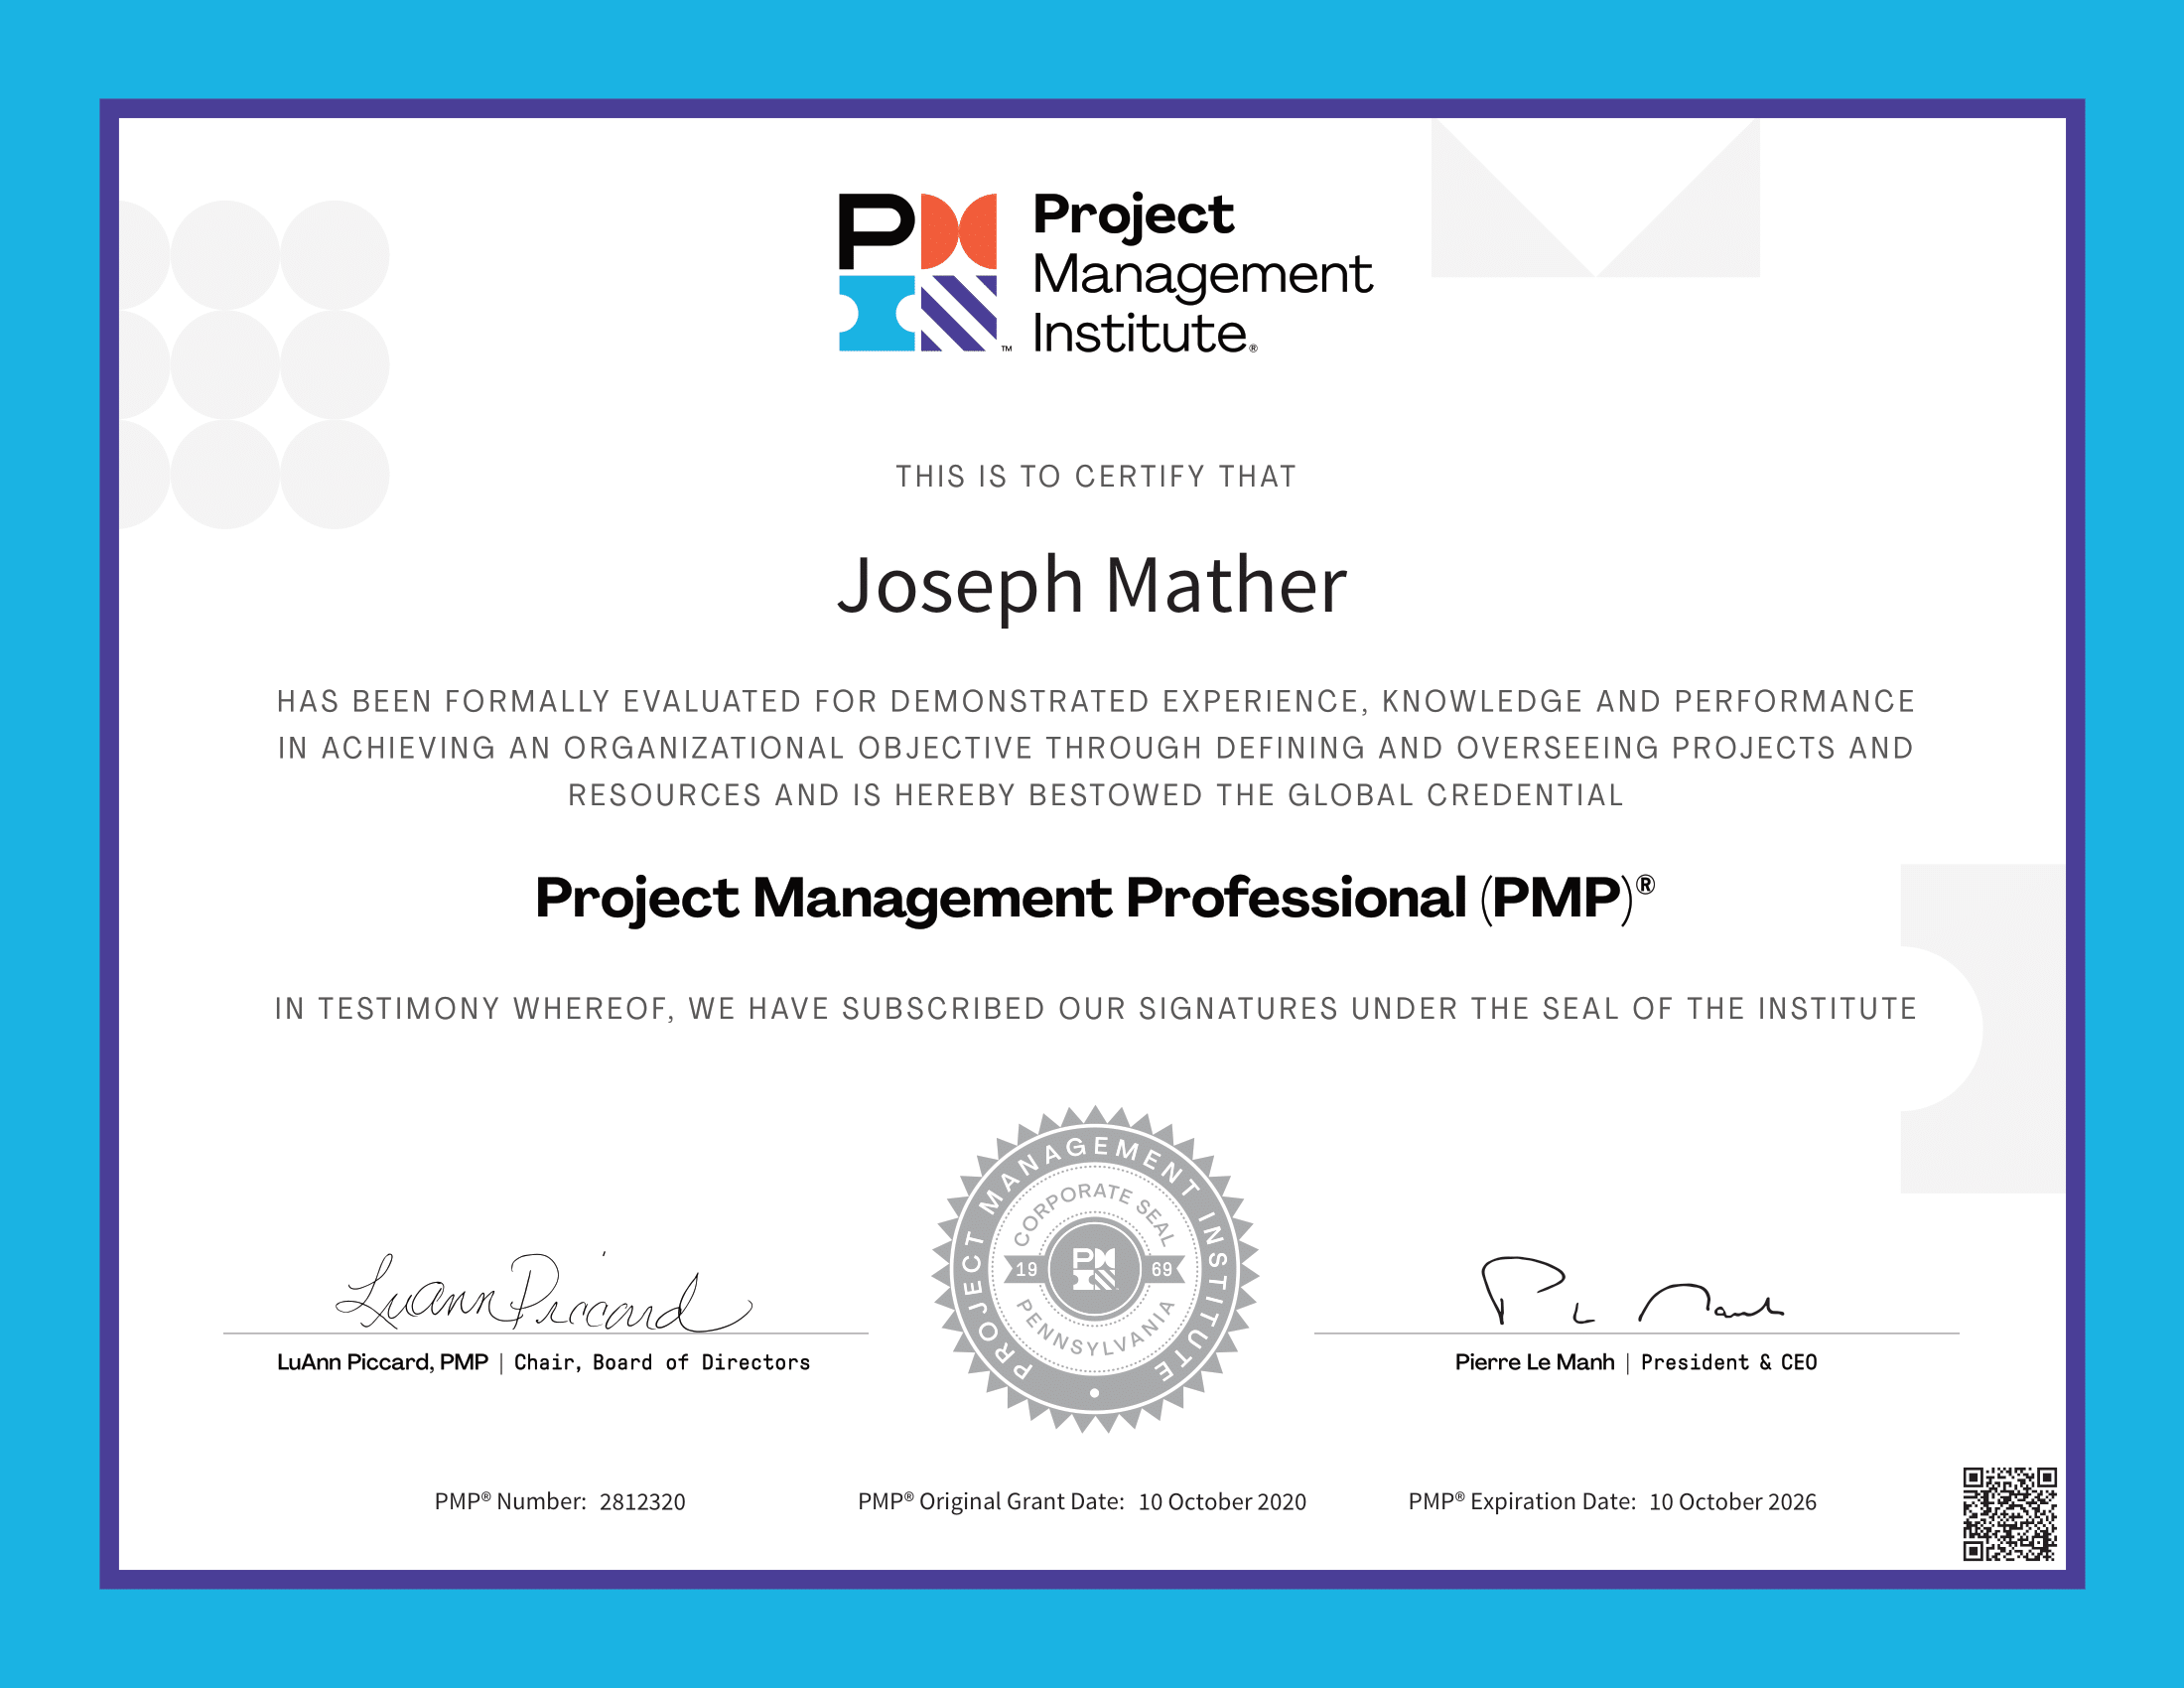 PMI™
Project
Management
Institute®
THIS IS TO CERTIFY THAT
Joseph Mather
HAS BEEN FORMALLY EVALUATED FOR DEMONSTRATED EXPERIENCE, KNOWLEDGE AND PERFORMANCE
IN ACHIEVING AN ORGANIZATIONAL OBJECTIVE THROUGH DEFINING AND OVERSEEING PROJECTS AND
RESOURCES AND IS HEREBY BESTOWED THE GLOBAL CREDENTIAL
Project Management Professional (PMP)®
IN TESTIMONY WHEREOF, WE HAVE SUBSCRIBED OUR SIGNATURES UNDER THE SEAL OF THE INSTITUTE
PROJECT MANAGEMENT INSTITUTE
CORPORATE SEAL
19 PMI 69
PENNSYLVANIA
LuAnn Piccard
LuAnn Piccard, PMP | Chair, Board of Directors
Pierre Le Manh | President & CEO
PMP® Number: 2812320
PMP® Original Grant Date: 10 October 2020
PMP® Expiration Date: 10 October 2026